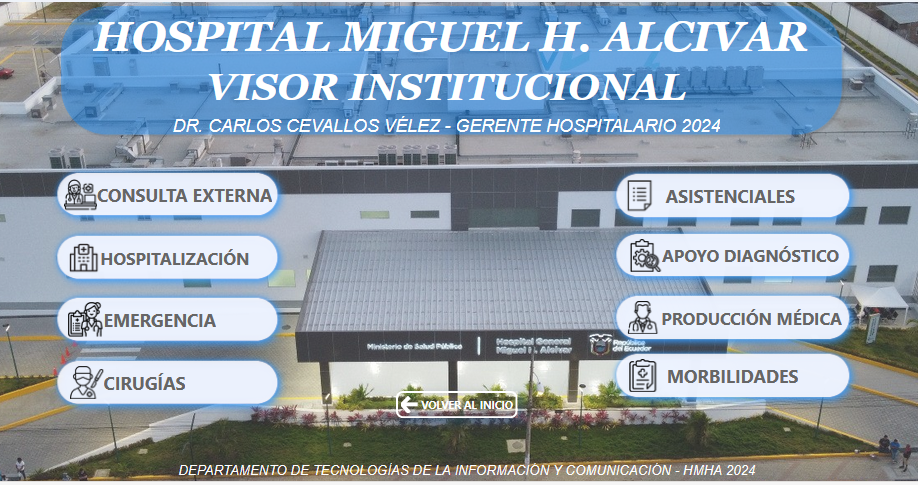 HOSPITAL MIGUEL H. ALCIVAR
VISOR INSTITUCIONAL
DR. CARLOS CEVALLOS VÉLEZ - GERENTE HOSPITALARIO 2024
CONSULTA EXTERNA
HOSPITALIZACIÓN
EMERGENCIA
CIRUGÍAS
ASISTENCIALES
APOYO DIAGNÓSTICO
PRODUCCIÓN MÉDICA
MORBILIDADES
Ministerio de Salud Pública
Hospital General
Miguel H. Alcívar
República
del Ecuador
VOLVER AL INICIO
DEPARTAMENTO DE TECNOLOGÍAS DE LA INFORMACIÓN Y COMUNICACIÓN - HMHA 2024